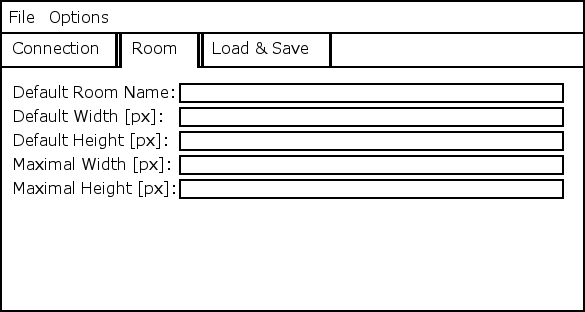 File Options
Connection Room Load & Save
Default Room Name:
Default Width [px]:
Default Height [px]:
Maximal Width [px]:
Maximal Height [px]: